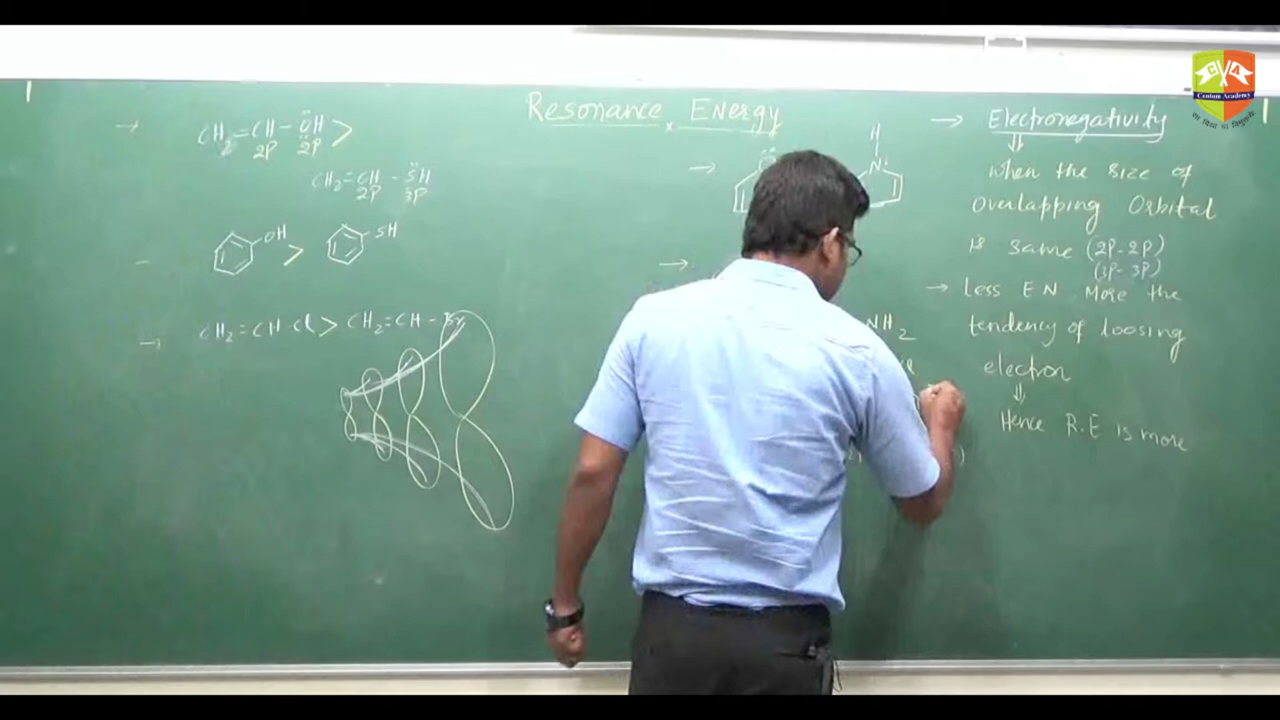 Resonance Energy
→ CH₂=CH-ÖH >
2P 2P
CH₂=CH-S̈H
2P 3P
OH > SH
→ CH₂=CH-Cl > CH₂=CH-Br
→
H
N
→
NH₂
→ Electronegativity
⇓
when the size of
overlapping Orbital
is same (2P-2P)
(3P-3P)
→ Less EN More the
tendency of loosing
electron
⇓
Hence R.E is more
Centum Academy